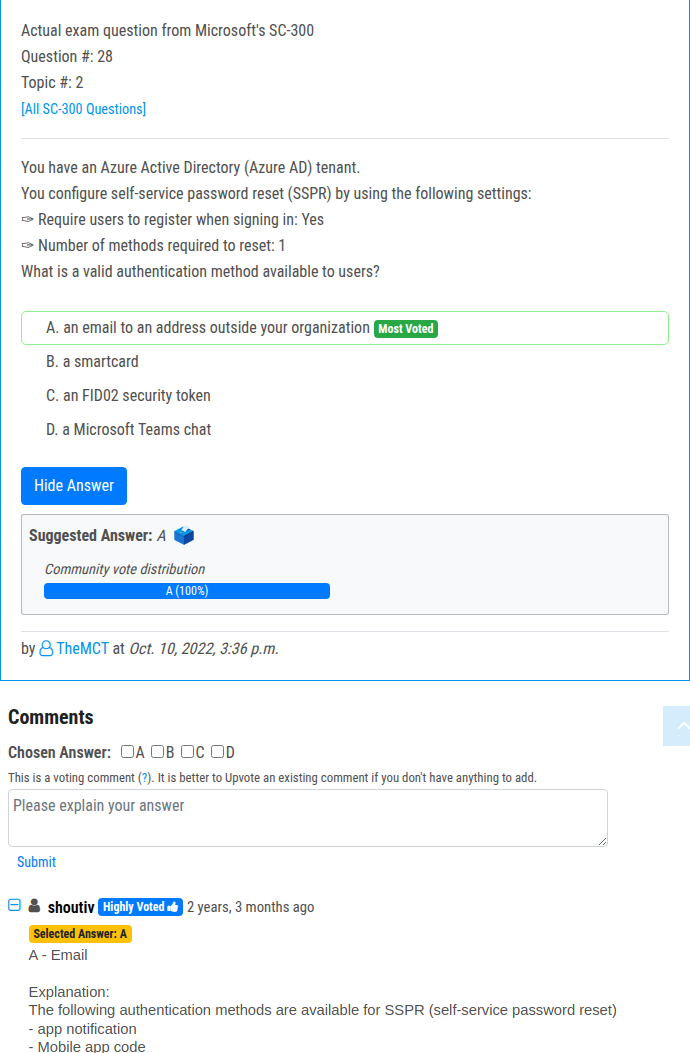 Actual exam question from Microsoft's SC-300
Question #: 28
Topic #: 2
[All SC-300 Questions]
You have an Azure Active Directory (Azure AD) tenant.
You configure self-service password reset (SSPR) by using the following settings:
✑ Require users to register when signing in: Yes
✑ Number of methods required to reset: 1
What is a valid authentication method available to users?
A. an email to an address outside your organization Most Voted
B. a smartcard
C. an FID02 security token
D. a Microsoft Teams chat
Hide Answer
Suggested Answer: A
Community vote distribution
A (100%)
by TheMCT at Oct. 10, 2022, 3:36 p.m.
Comments
Chosen Answer: A B C D
This is a voting comment (?). It is better to Upvote an existing comment if you don't have anything to add.
Please explain your answer
Submit
shoutiv Highly Voted 2 years, 3 months ago
Selected Answer: A
A - Email
Explanation:
The following authentication methods are available for SSPR (self-service password reset)
- app notification
- Mobile app code